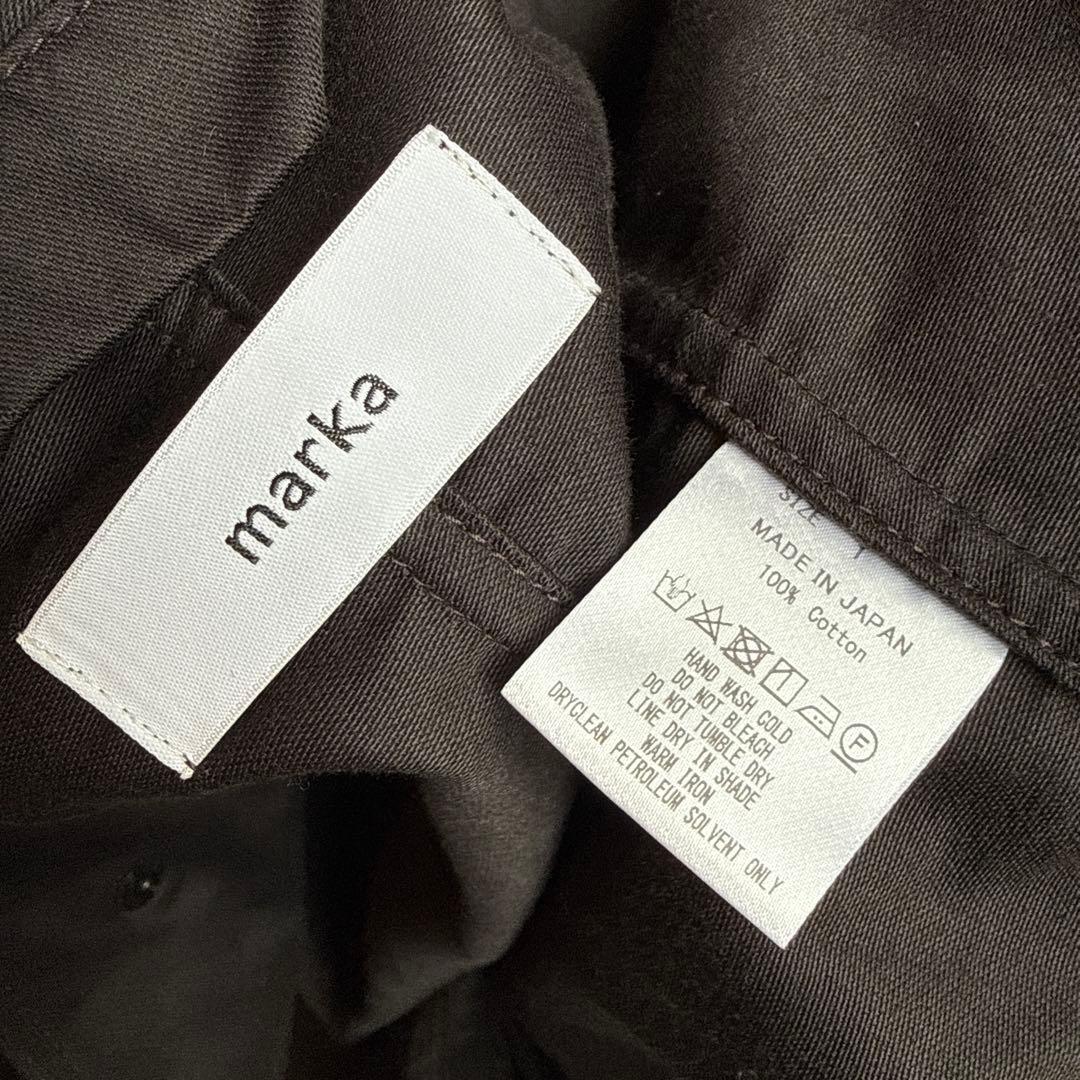 marka
SIZE 1
MADE IN JAPAN
100% Cotton
F
HAND WASH COLD
DO NOT BLEACH
DO NOT TUMBLE DRY
LINE DRY IN SHADE
WARM IRON
DRYCLEAN PETROLEUM SOLVENT ONLY